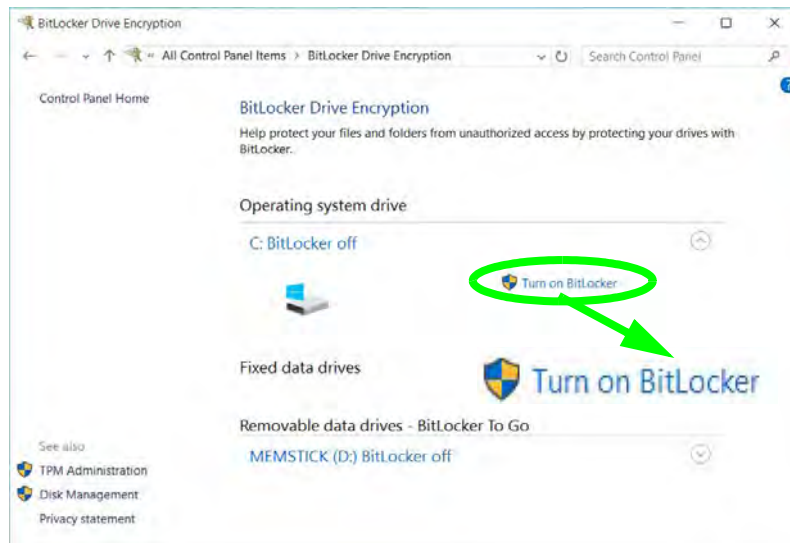 BitLocker Drive Encryption
« All Control Panel Items › BitLocker Drive Encryption
Search Control Panel
Control Panel Home
?
BitLocker Drive Encryption
Help protect your files and folders from unauthorized access by protecting your drives with
BitLocker.
Operating system drive
C: BitLocker off
Turn on BitLocker
Fixed data drives
Turn on BitLocker
Removable data drives - BitLocker To Go
MEMSTICK (D:) BitLocker off
See also
TPM Administration
Disk Management
Privacy statement